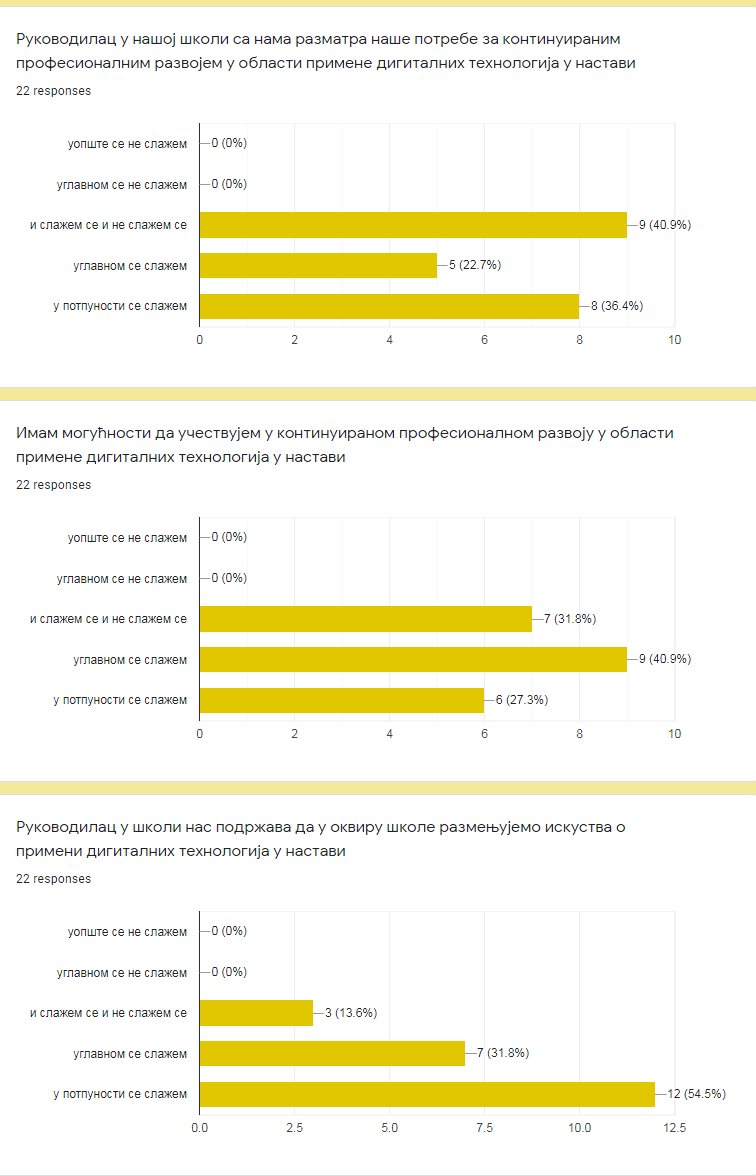 Руководилац у нашој школи са нама разматра наше потребе за континуираним
професионалним развојем у области примене дигиталних технологија у настави
22 responses
уопште се не слажем 0 (0%)
углавном се не слажем 0 (0%)
и слажем се и не слажем се 9 (40.9%)
углавном се слажем 5 (22.7%)
у потпуности се слажем 8 (36.4%)
0 2 4 6 8 10
Имам могућности да учествујем у континуираном професионалном развоју у области
примене дигиталних технологија у настави
22 responses
уопште се не слажем 0 (0%)
углавном се не слажем 0 (0%)
и слажем се и не слажем се 7 (31.8%)
углавном се слажем 9 (40.9%)
у потпуности се слажем 6 (27.3%)
0 2 4 6 8 10
Руководилац у школи нас подржава да у оквиру школе размењујемо искуства о
примени дигиталних технологија у настави
22 responses
уопште се не слажем 0 (0%)
углавном се не слажем 0 (0%)
и слажем се и не слажем се 3 (13.6%)
углавном се слажем 7 (31.8%)
у потпуности се слажем 12 (54.5%)
0.0 2.5 5.0 7.5 10.0 12.5